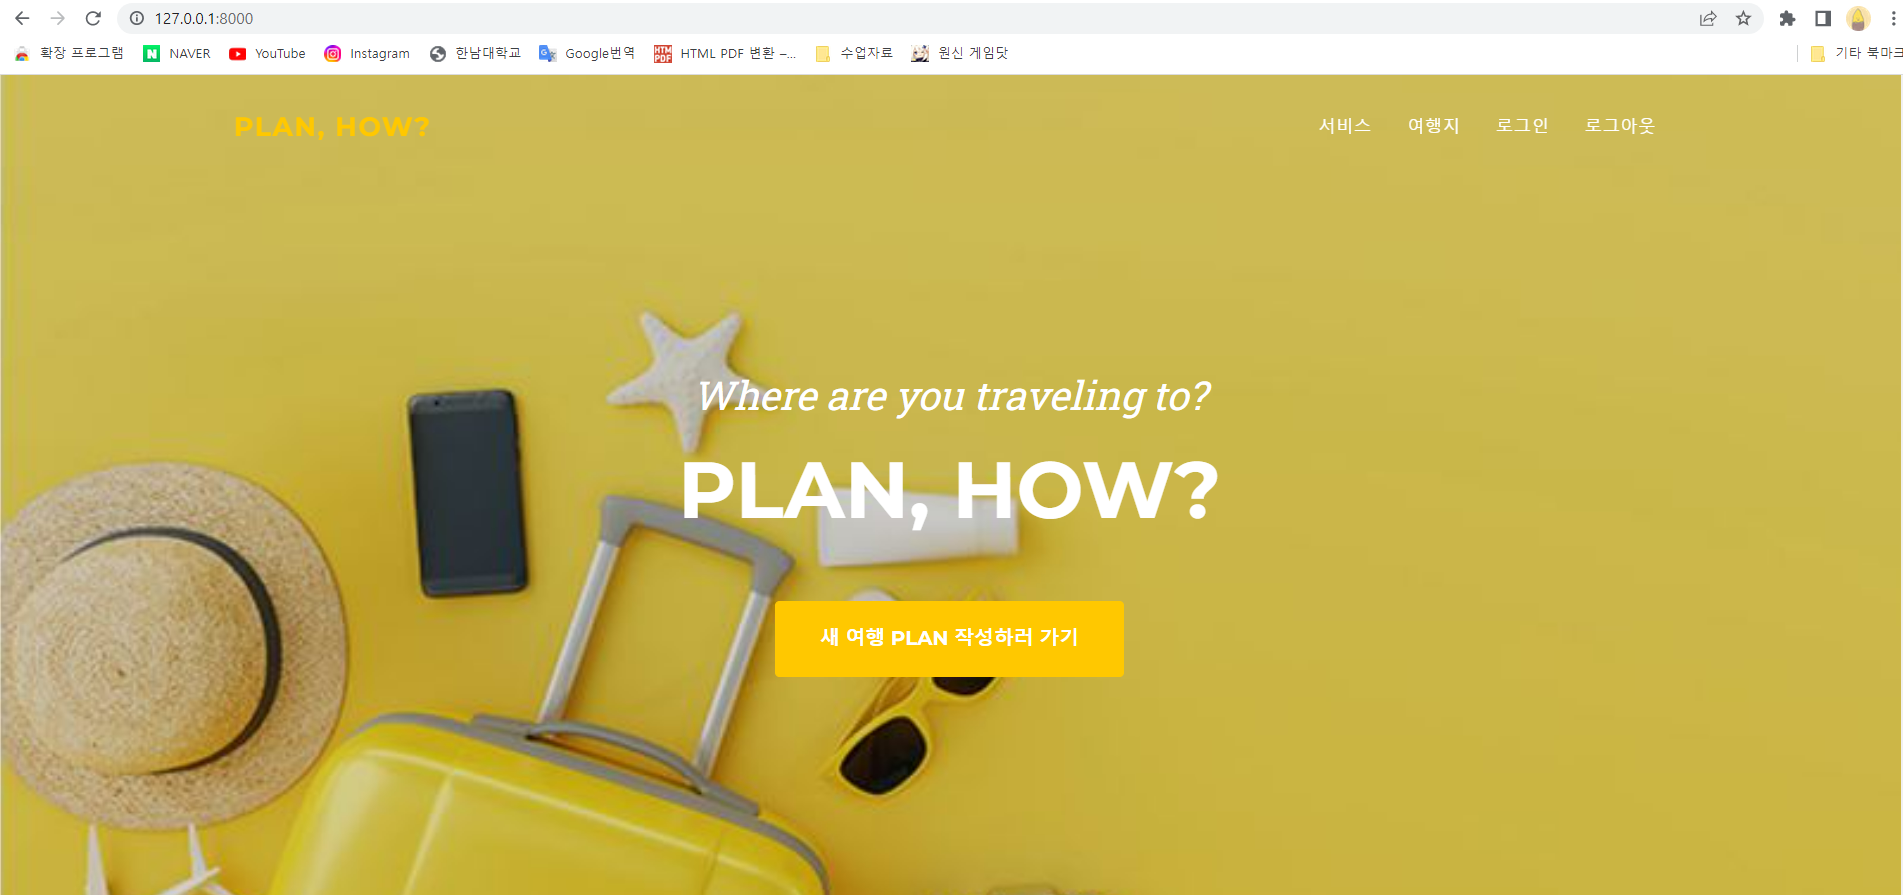 127.0.0.1:8000
확장 프로그램 NAVER YouTube Instagram 한남대학교 Google번역 HTML PDF 변환 –... 수업자료 원신 게임닷 기타 북마크
PLAN, HOW? 서비스 여행지 로그인 로그아웃
Where are you traveling to?
PLAN, HOW?
새 여행 PLAN 작성하러 가기